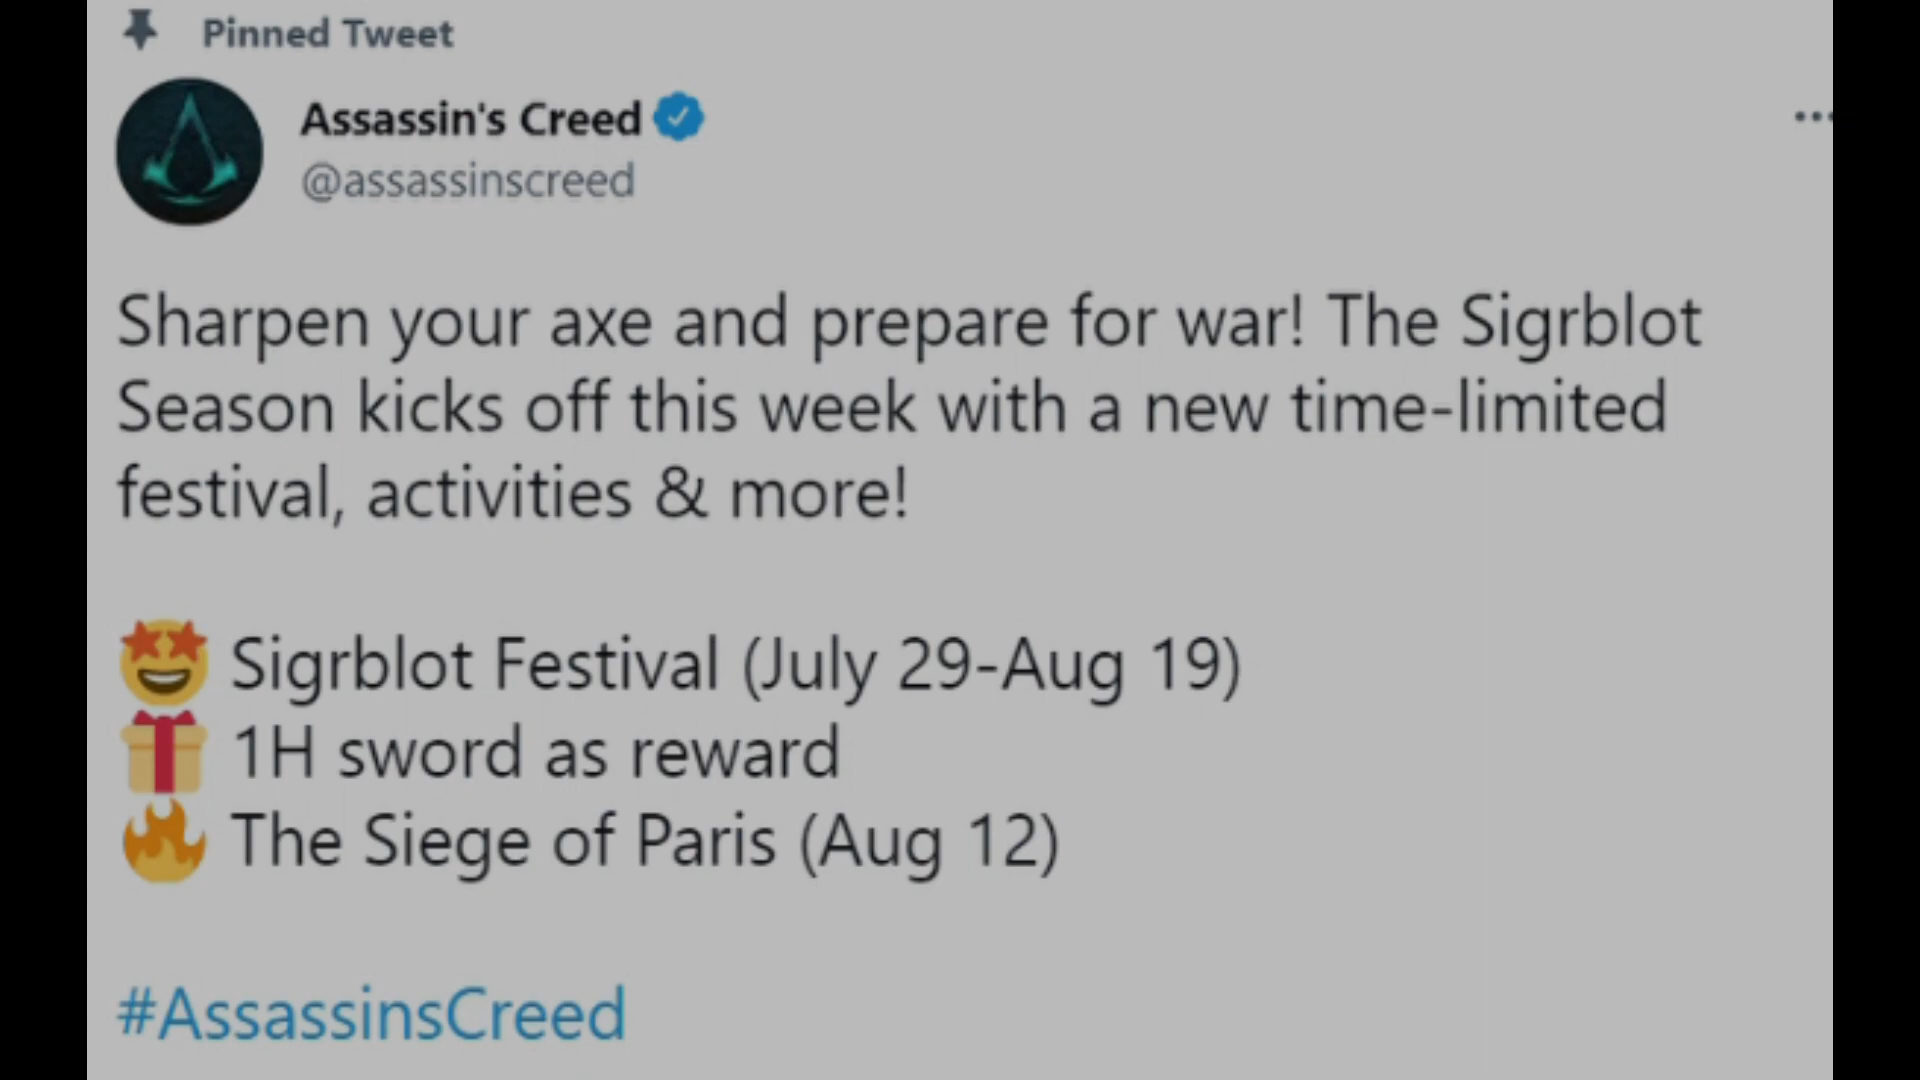 Pinned Tweet
Assassin's Creed
@assassinscreed
Sharpen your axe and prepare for war! The Sigrblot
Season kicks off this week with a new time-limited
festival, activities & more!
🤩 Sigrblot Festival (July 29-Aug 19)
🎁 1H sword as reward
🔥 The Siege of Paris (Aug 12)
#AssassinsCreed